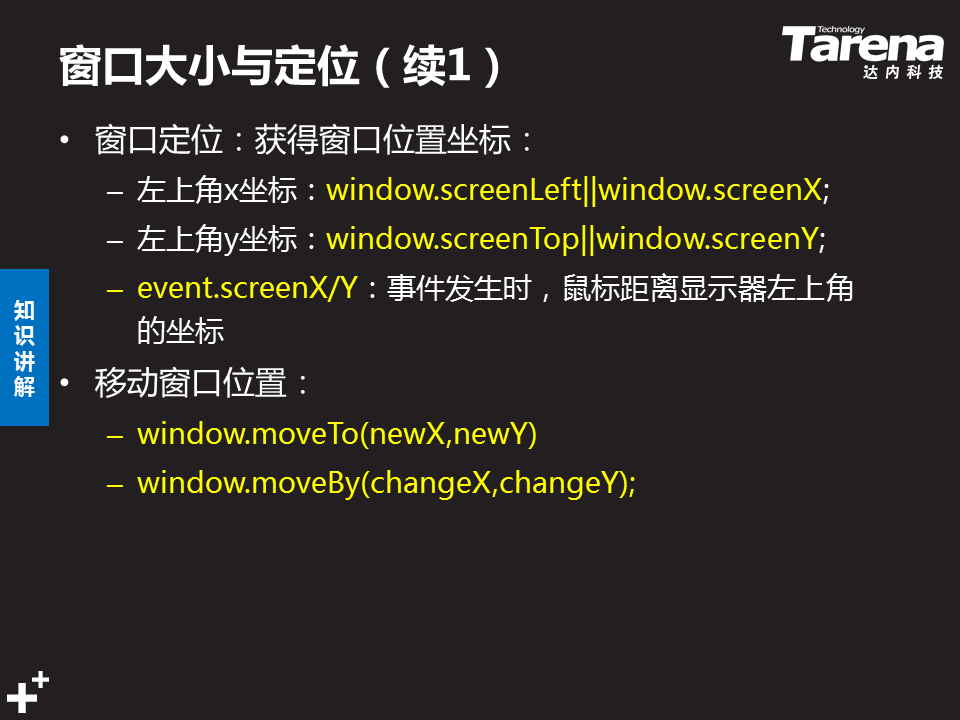 窗口大小与定位（续1）
Technology
Tarena
达内科技
• 窗口定位：获得窗口位置坐标：
– 左上角x坐标：window.screenLeft||window.screenX;
– 左上角y坐标：window.screenTop||window.screenY;
– event.screenX/Y：事件发生时，鼠标距离显示器左上角
的坐标
知
识
讲
解
• 移动窗口位置：
– window.moveTo(newX,newY)
– window.moveBy(changeX,changeY);